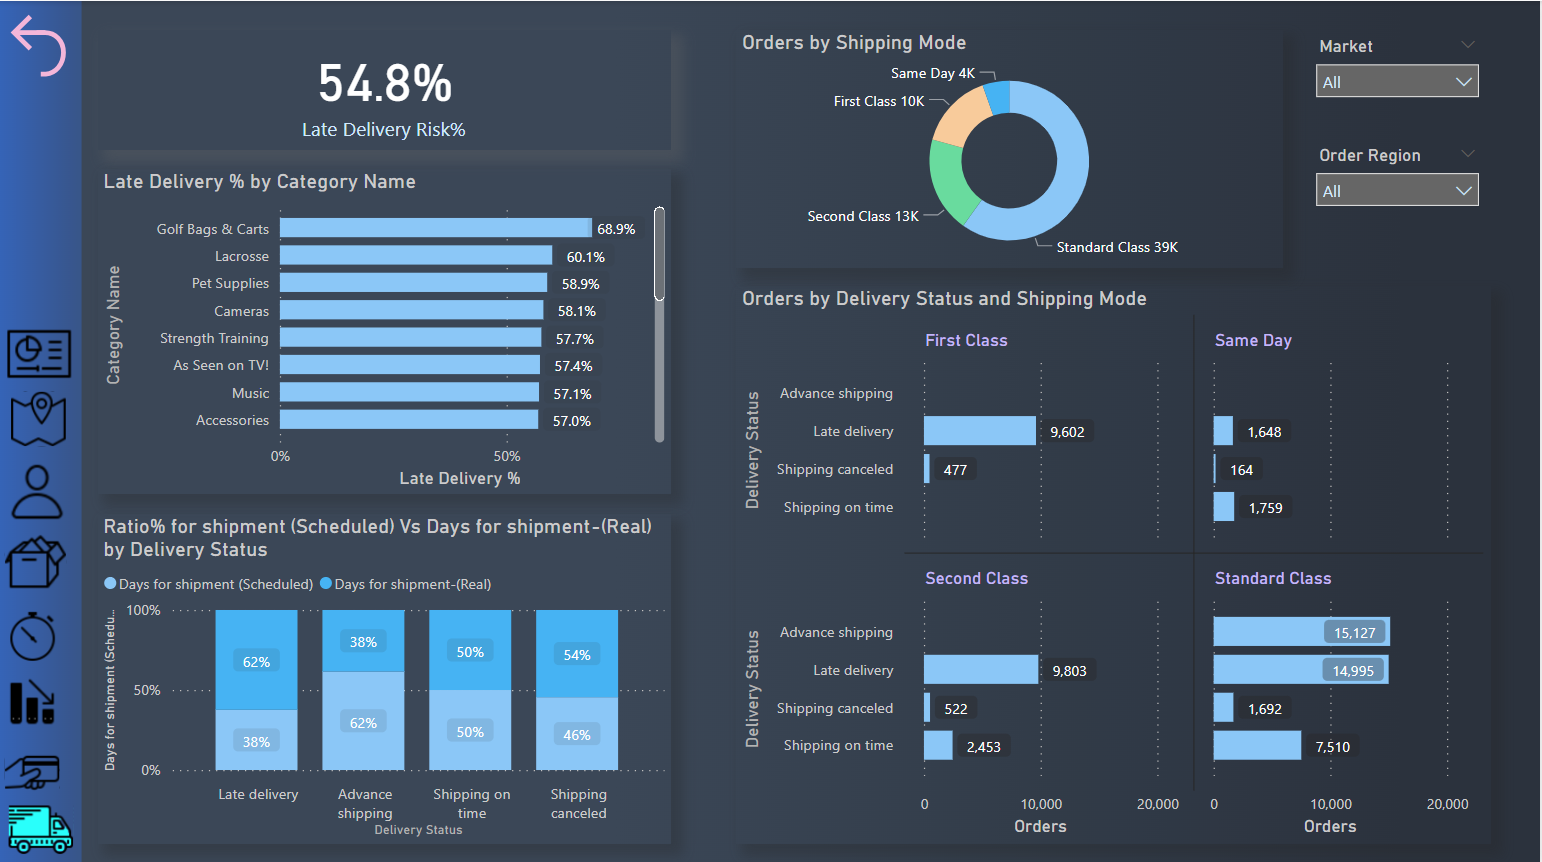 54.8%
Late Delivery Risk%
Late Delivery % by Category Name
Category Name
Golf Bags & Carts 68.9%
Lacrosse 60.1%
Pet Supplies 58.9%
Cameras 58.1%
Strength Training 57.7%
As Seen on TV! 57.4%
Music 57.1%
Accessories 57.0%
0% 50%
Late Delivery %
Ratio% for shipment (Scheduled) Vs Days for shipment-(Real)
by Delivery Status
Days for shipment (Scheduled) Days for shipment-(Real)
Days for shipment (Schedu...
100%
50%
0%
62% 38% 50% 54%
38% 62% 50% 46%
Late delivery Advance Shipping on Shipping
shipping time canceled
Delivery Status
Orders by Shipping Mode
Same Day 4K
First Class 10K
Second Class 13K
Standard Class 39K
Market
All
Order Region
All
Orders by Delivery Status and Shipping Mode
First Class Same Day
Delivery Status
Advance shipping
Late delivery 9,602 1,648
Shipping canceled 477 164
Shipping on time 1,759
Second Class Standard Class
Delivery Status
Advance shipping 15,127
Late delivery 9,803 14,995
Shipping canceled 522 1,692
Shipping on time 2,453 7,510
0 10,000 20,000 0 10,000 20,000
Orders Orders